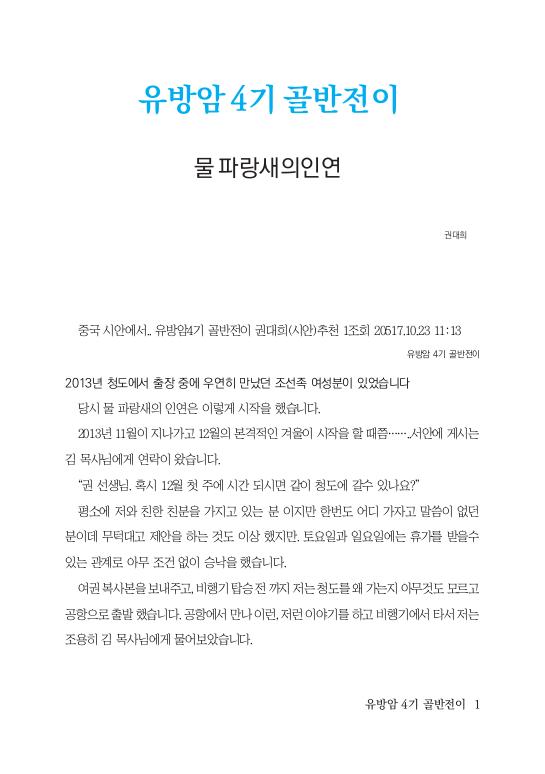 유방암 4기 골반전이
물 파랑새의인연
권대희
중국 시안에서.. 유방암4기 골반전이 권대희(시안)추천 1조회 20517.10.23 11:13
유방암 4기 골반전이
2013년 청도에서 출장 중에 우연히 만났던 조선족 여성분이 있었습니다
당시 물 파랑새의 인연은 이렇게 시작을 했습니다.
2013년 11월이 지나가고 12월의 본격적인 겨울이 시작을 할 때쯤……..서안에 게시는
김 목사님에게 연락이 왔습니다.
“권 선생님. 혹시 12월 첫 주에 시간 되시면 같이 청도에 갈수 있나요?”
평소에 저와 친한 친분을 가지고 있는 분 이지만 한번도 어디 가자고 말씀이 없던
분이데 무턱대고 제안을 하는 것도 이상 했지만. 토요일과 일요일에는 휴가를 받을수
있는 관계로 아무 조건 없이 승낙을 했습니다.
여권 복사본을 보내주고, 비행기 탑승 전 까지 저는 청도를 왜 가는지 아무것도 모르고
공항으로 출발 했습니다. 공항에서 만나 이런, 저런 이야기를 하고 비행기에서 타서 저는
조용히 김 목사님에게 물어보았습니다.
유방암 4기 골반전이 1